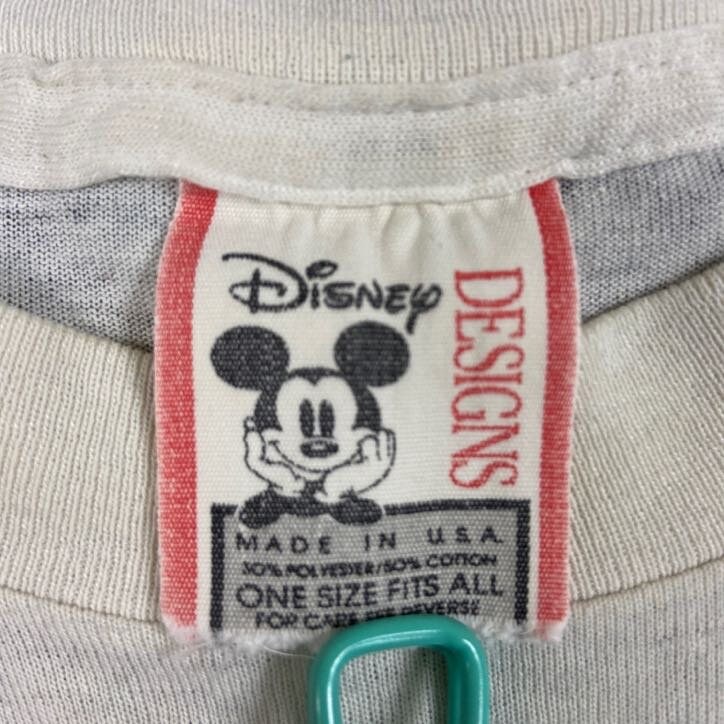 Disney
DESIGNS
MADE IN U.S.A.
50% POLYESTER/50% COTTON
ONE SIZE FITS ALL
FOR CARE SEE REVERSE